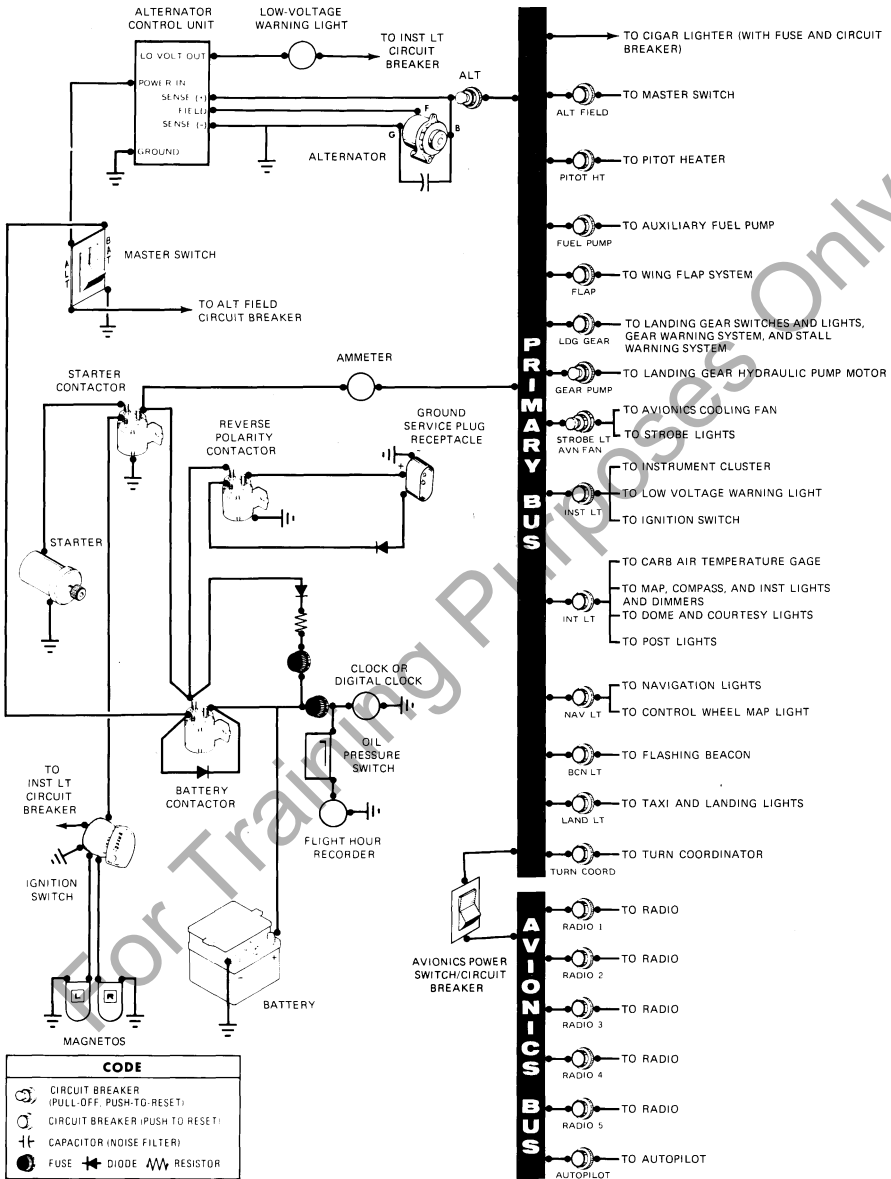 ALTERNATOR
CONTROL UNIT
LOW-VOLTAGE
WARNING LIGHT
LO VOLT OUT
POWER IN
SENSE (+)
FIELD
SENSE (-)
GROUND
TO INST LT
CIRCUIT
BREAKER
ALT
F
G
B
ALTERNATOR
ALT
BAT
MASTER SWITCH
TO ALT FIELD
CIRCUIT BREAKER
STARTER
CONTACTOR
AMMETER
REVERSE
POLARITY
CONTACTOR
GROUND
SERVICE PLUG
RECEPTACLE
-
+
STARTER
CLOCK OR
DIGITAL CLOCK
OIL
PRESSURE
SWITCH
BATTERY
CONTACTOR
FLIGHT HOUR
RECORDER
TO
INST LT
CIRCUIT
BREAKER
IGNITION
SWITCH
L
R
MAGNETOS
-
+
BATTERY
AVIONICS POWER
SWITCH/CIRCUIT
BREAKER
CODE
CIRCUIT BREAKER
(PULL-OFF, PUSH-TO-RESET)
CIRCUIT BREAKER (PUSH TO RESET)
CAPACITOR (NOISE FILTER)
FUSE DIODE RESISTOR
PRIMARY BUS
AVIONICS BUS
TO CIGAR LIGHTER (WITH FUSE AND CIRCUIT
BREAKER)
ALT FIELD
TO MASTER SWITCH
PITOT HT
TO PITOT HEATER
FUEL PUMP
TO AUXILIARY FUEL PUMP
FLAP
TO WING FLAP SYSTEM
LDG GEAR
TO LANDING GEAR SWITCHES AND LIGHTS,
GEAR WARNING SYSTEM, AND STALL
WARNING SYSTEM
GEAR PUMP
TO LANDING GEAR HYDRAULIC PUMP MOTOR
STROBE LT
AVN FAN
TO AVIONICS COOLING FAN
TO STROBE LIGHTS
INST LT
TO INSTRUMENT CLUSTER
TO LOW VOLTAGE WARNING LIGHT
TO IGNITION SWITCH
INT LT
TO CARB AIR TEMPERATURE GAGE
TO MAP, COMPASS, AND INST LIGHTS
AND DIMMERS
TO DOME AND COURTESY LIGHTS
TO POST LIGHTS
NAV LT
TO NAVIGATION LIGHTS
TO CONTROL WHEEL MAP LIGHT
BCN LT
TO FLASHING BEACON
LAND LT
TO TAXI AND LANDING LIGHTS
TURN COORD
TO TURN COORDINATOR
RADIO 1
TO RADIO
RADIO 2
TO RADIO
RADIO 3
TO RADIO
RADIO 4
TO RADIO
RADIO 5
TO RADIO
AUTOPILOT
TO AUTOPILOT
For Training Purposes Only